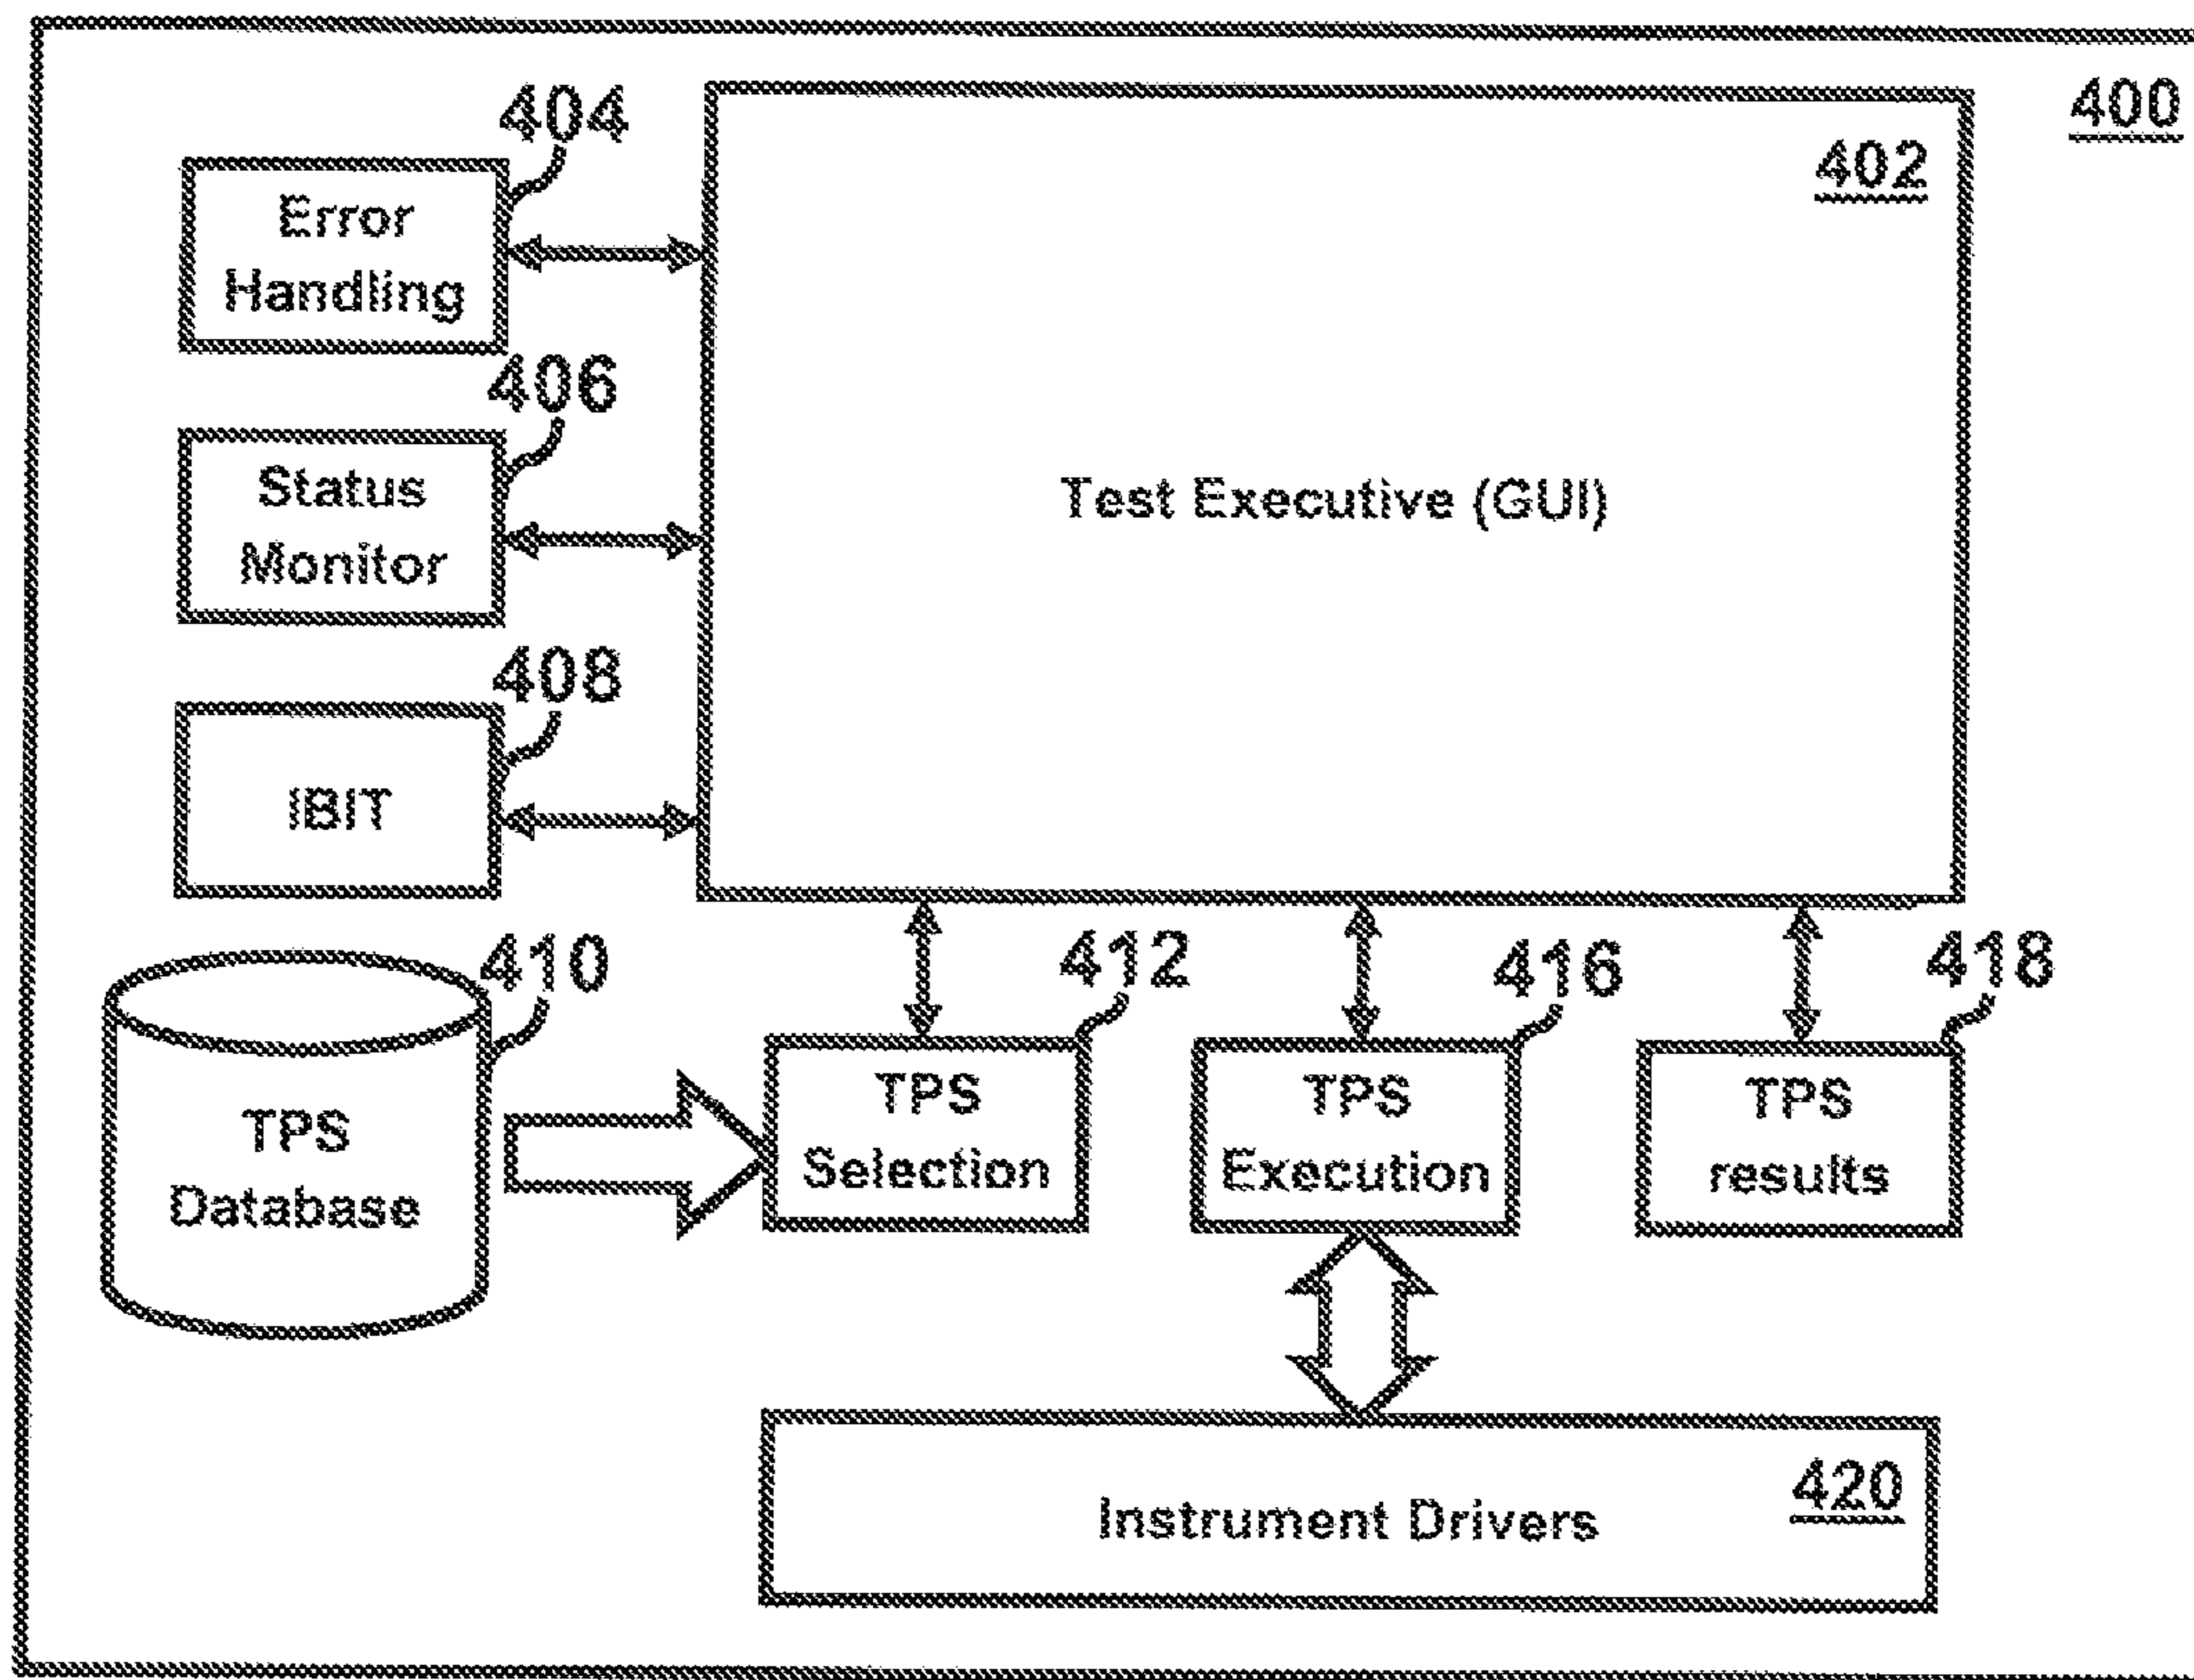 400
402
404
Error
Handling
406
Status
Monitor
Test Executive (GUI)
408
IBIT
410
TPS
Database
412
TPS
Selection
416
TPS
Execution
418
TPS
results
420
Instrument Drivers